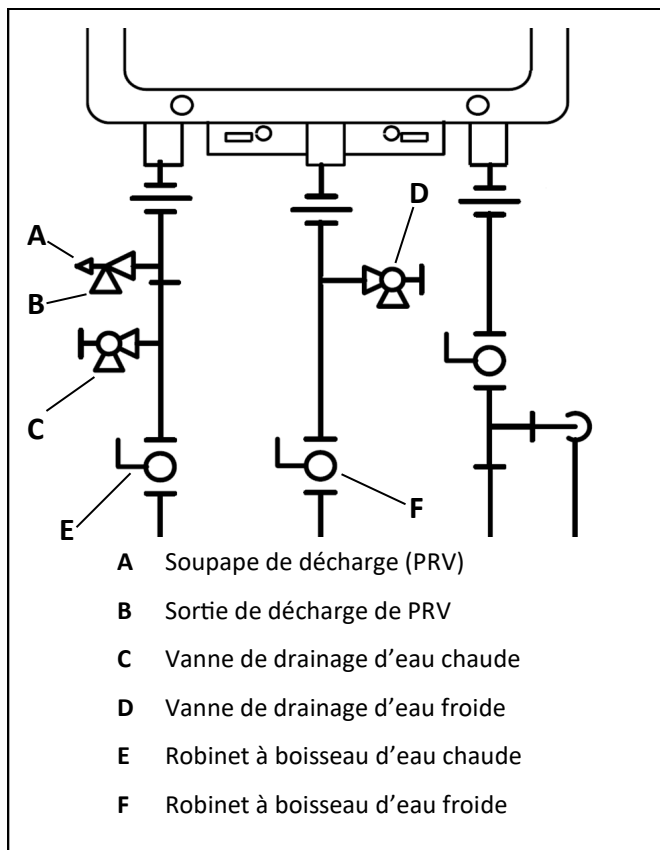 A
B
C
D
E
F
A Soupape de décharge (PRV)
B Sortie de décharge de PRV
C Vanne de drainage d’eau chaude
D Vanne de drainage d’eau froide
E Robinet à boisseau d’eau chaude
F Robinet à boisseau d’eau froide